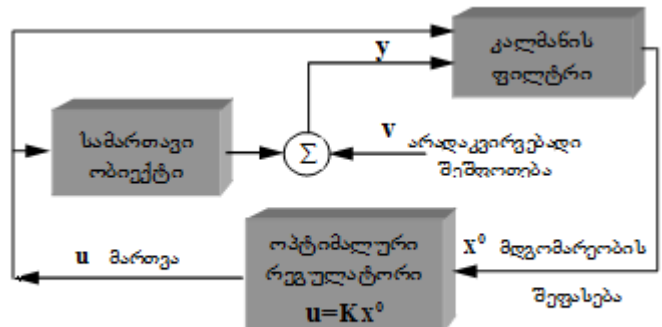 კალმანის
ფილტრი
y
სამართავი
ობიექტი
Σ
v არადაკვირვებადი
შეშფოთება
ოპტიმალური
რეგულატორი
u=Kx⁰
u მართვა
x⁰ მდგომარეობის
შეფასება